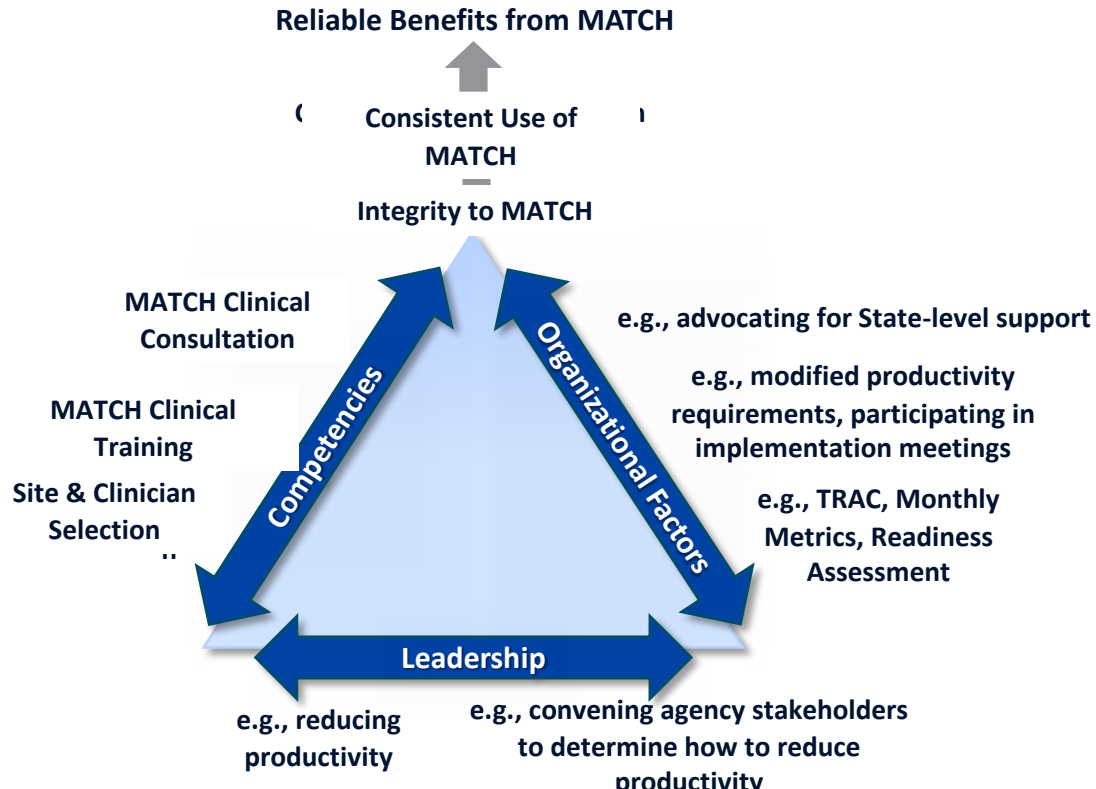 Reliable Benefits from MATCH
Consistent Use of
MATCH
Integrity to MATCH
MATCH Clinical
Consultation
MATCH Clinical
Training
Site & Clinician
Selection
Competencies
Organizational Factors
e.g., advocating for State-level support
e.g., modified productivity
requirements, participating in
implementation meetings
e.g., TRAC, Monthly
Metrics, Readiness
Assessment
Leadership
e.g., reducing
productivity
e.g., convening agency stakeholders
to determine how to reduce
productivity